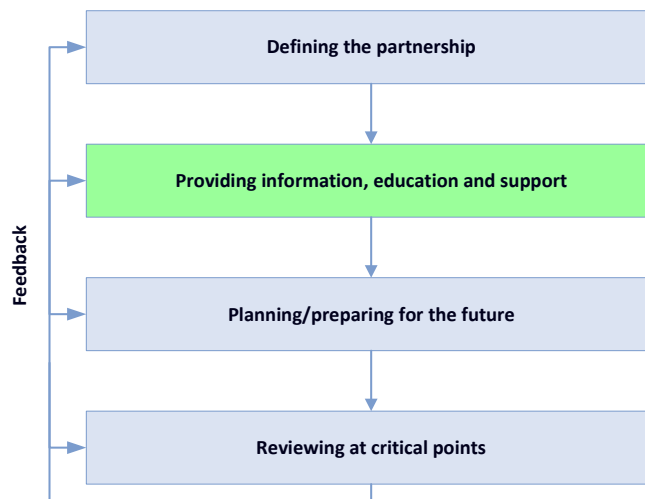 Defining the partnership
Providing information, education and support
Feedback
Planning/preparing for the future
Reviewing at critical points